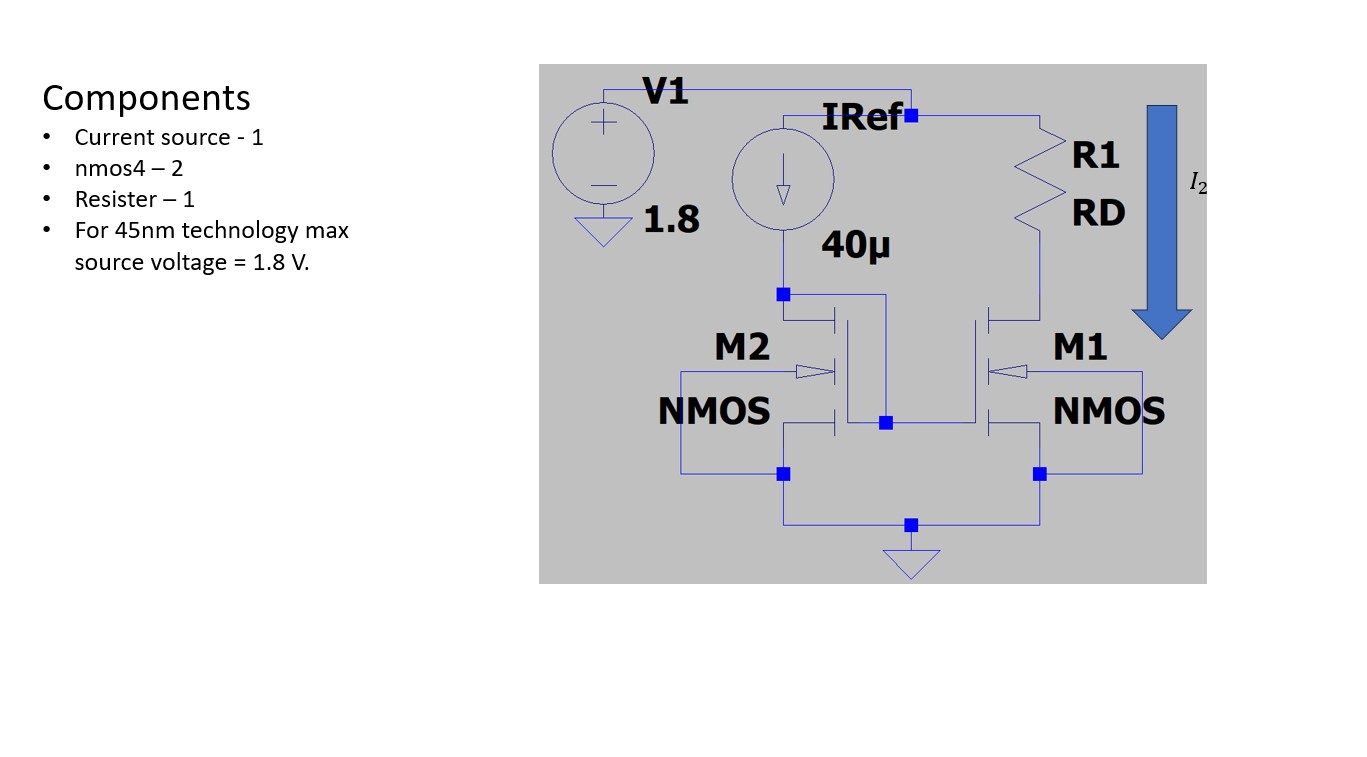 Components
• Current source - 1
• nmos4 – 2
• Resister – 1
• For 45nm technology max
source voltage = 1.8 V.
V1
IRef
R1
I₂
RD
1.8
40µ
M2
M1
NMOS
NMOS